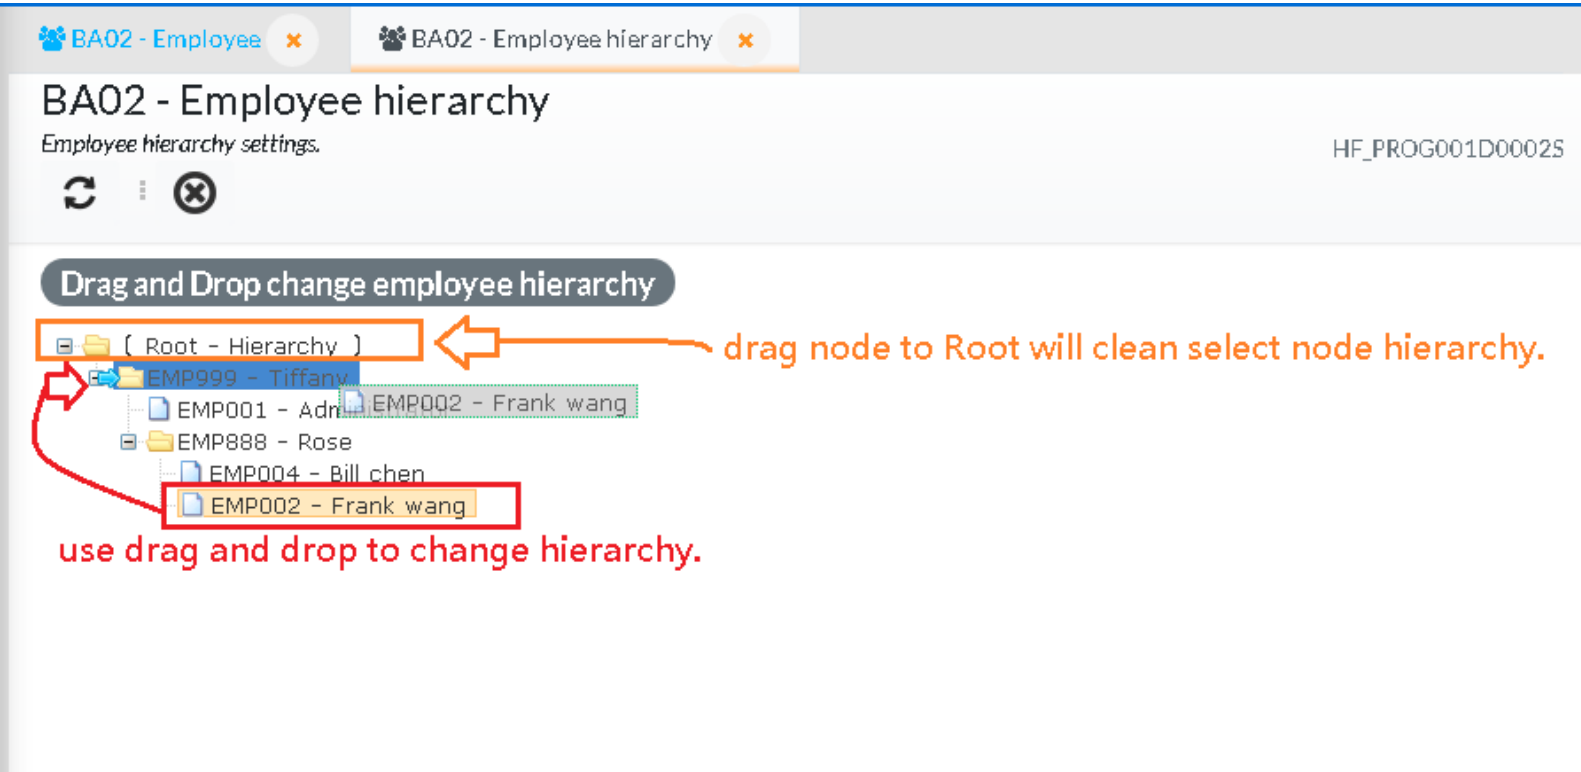 BA02 - Employee
BA02 - Employee hierarchy
BA02 - Employee hierarchy
Employee hierarchy settings.
HF_PROG001D0002S
Drag and Drop change employee hierarchy
( Root - Hierarchy )
drag node to Root will clean select node hierarchy.
EMP999 - Tiffany
EMP002 - Frank wang
EMP001 - Administrator
EMP888 - Rose
EMP004 - Bill chen
EMP002 - Frank wang
use drag and drop to change hierarchy.